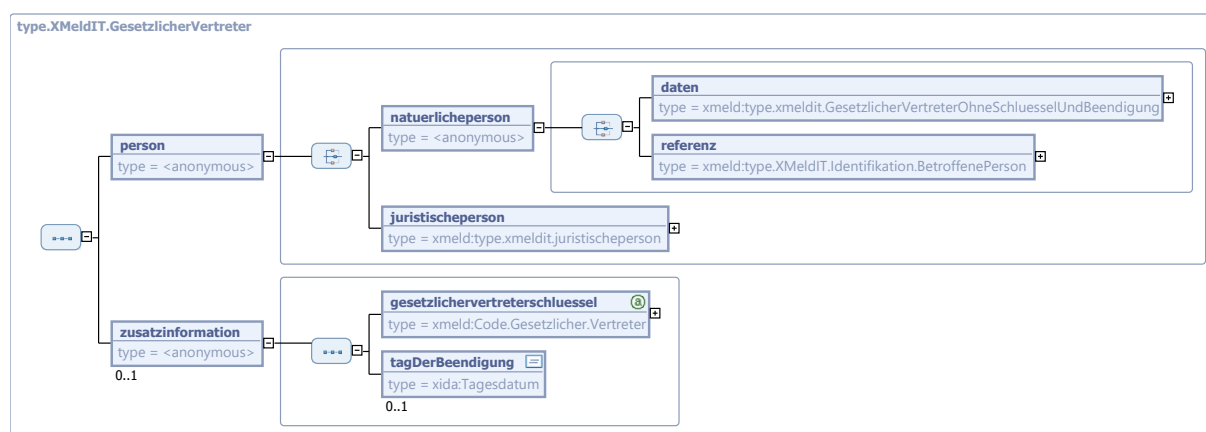 type.XMeldIT.GesetzlicherVertreter
daten
type = xmeld:type.xmeldit.GesetzlicherVertreterOhneSchluesselUndBeendigung
natuerlicheperson
type = <anonymous>
person
type = <anonymous>
referenz
type = xmeld:type.XMeldIT.Identifikation.BetroffenePerson
juristischeperson
type = xmeld:type.xmeldit.juristischeperson
gesetzlichervertreterschluessel a
type = xmeld:Code.Gesetzlicher.Vertreter
zusatzinformation
type = <anonymous>
0..1
tagDerBeendigung
type = xida:Tagesdatum
0..1